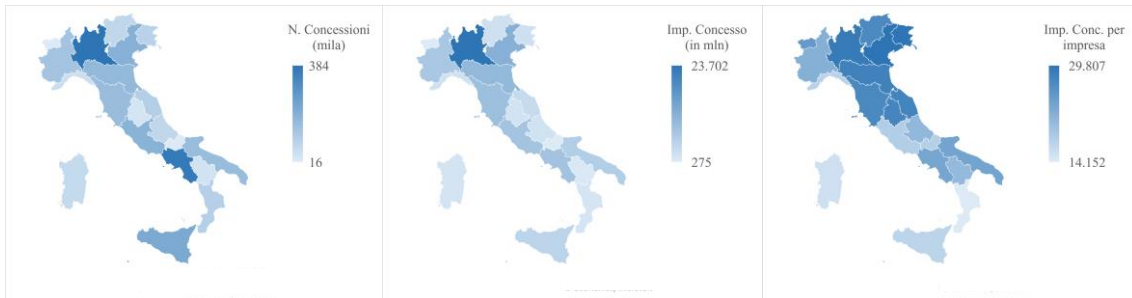 N. Concessioni
(mila)
384
16
Imp. Concesso
(in mln)
23.702
275
Imp. Conc. per
impresa
29.807
14.152